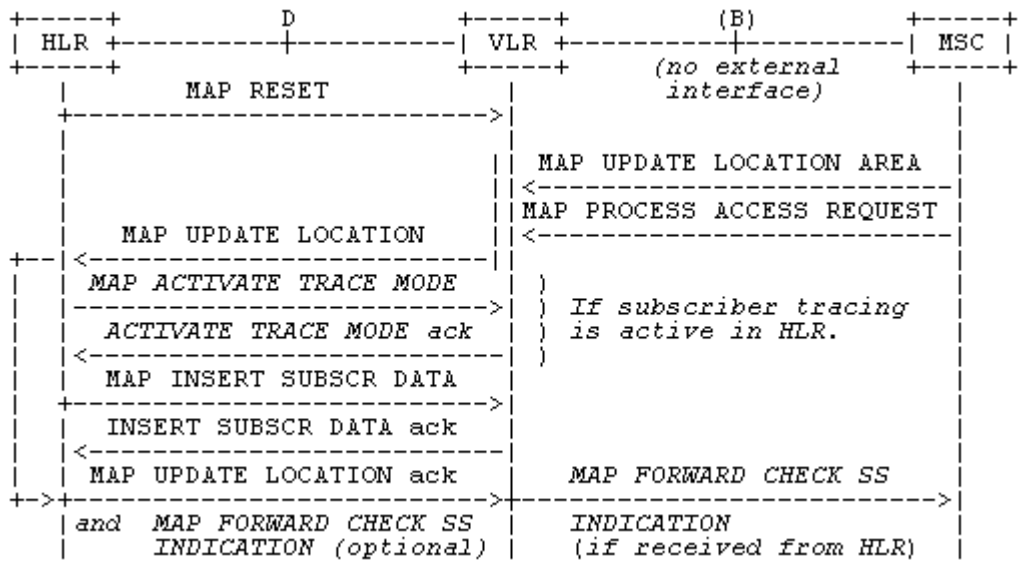 D (B)
HLR VLR MSC
(no external
MAP RESET interface)
MAP UPDATE LOCATION AREA
MAP PROCESS ACCESS REQUEST
MAP UPDATE LOCATION
MAP ACTIVATE TRACE MODE
If subscriber tracing
ACTIVATE TRACE MODE ack is active in HLR.
MAP INSERT SUBSCR DATA
INSERT SUBSCR DATA ack
MAP UPDATE LOCATION ack MAP FORWARD CHECK SS
and MAP FORWARD CHECK SS INDICATION
INDICATION (optional) (if received from HLR)